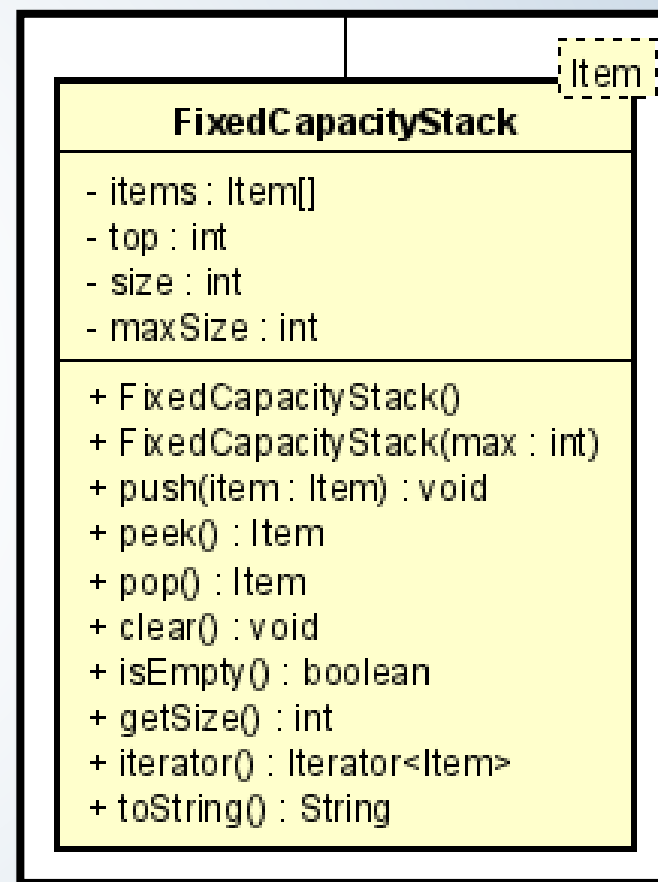 Item
FixedCapacityStack
- items : Item[]
- top : int
- size : int
- maxSize : int
+ FixedCapacityStack()
+ FixedCapacityStack(max : int)
+ push(item : Item) : void
+ peek() : Item
+ pop() : Item
+ clear() : void
+ isEmpty() : boolean
+ getSize() : int
+ iterator() : Iterator<Item>
+ toString() : String